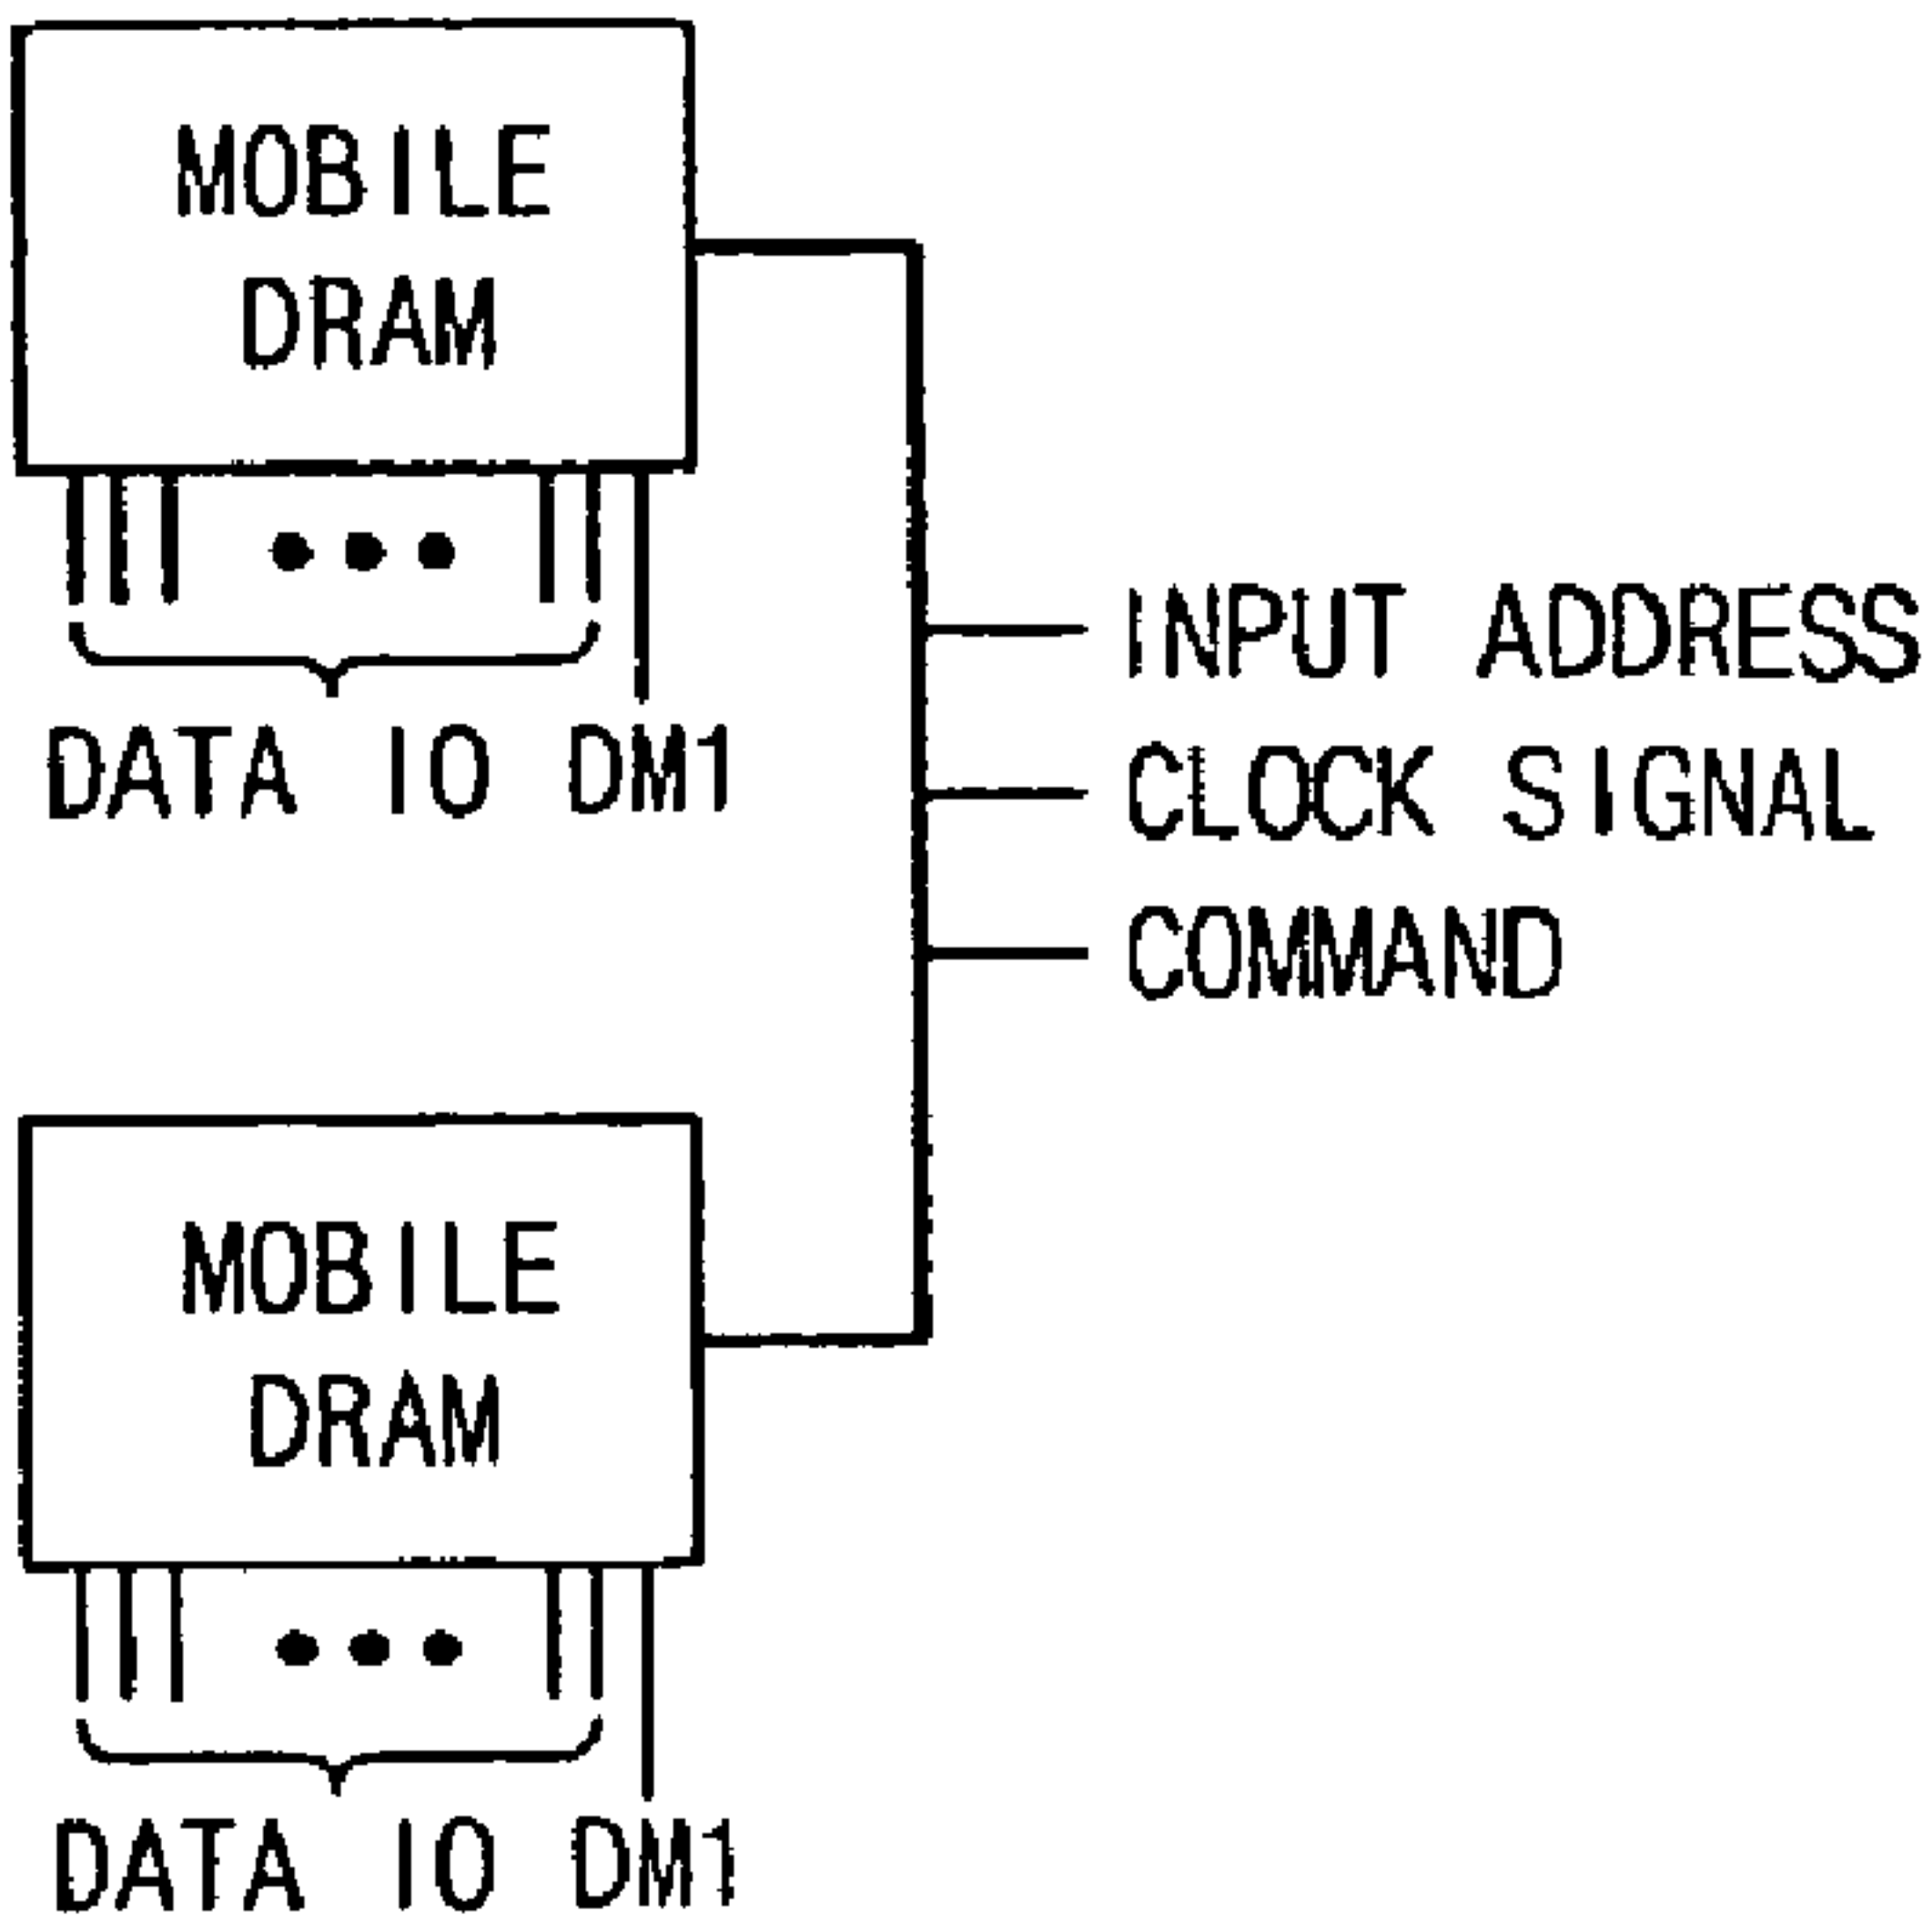 MOBILE
DRAM
DATA IO DM1
INPUT ADDRESS
CLOCK SIGNAL
COMMAND
MOBILE
DRAM
DATA IO DM1